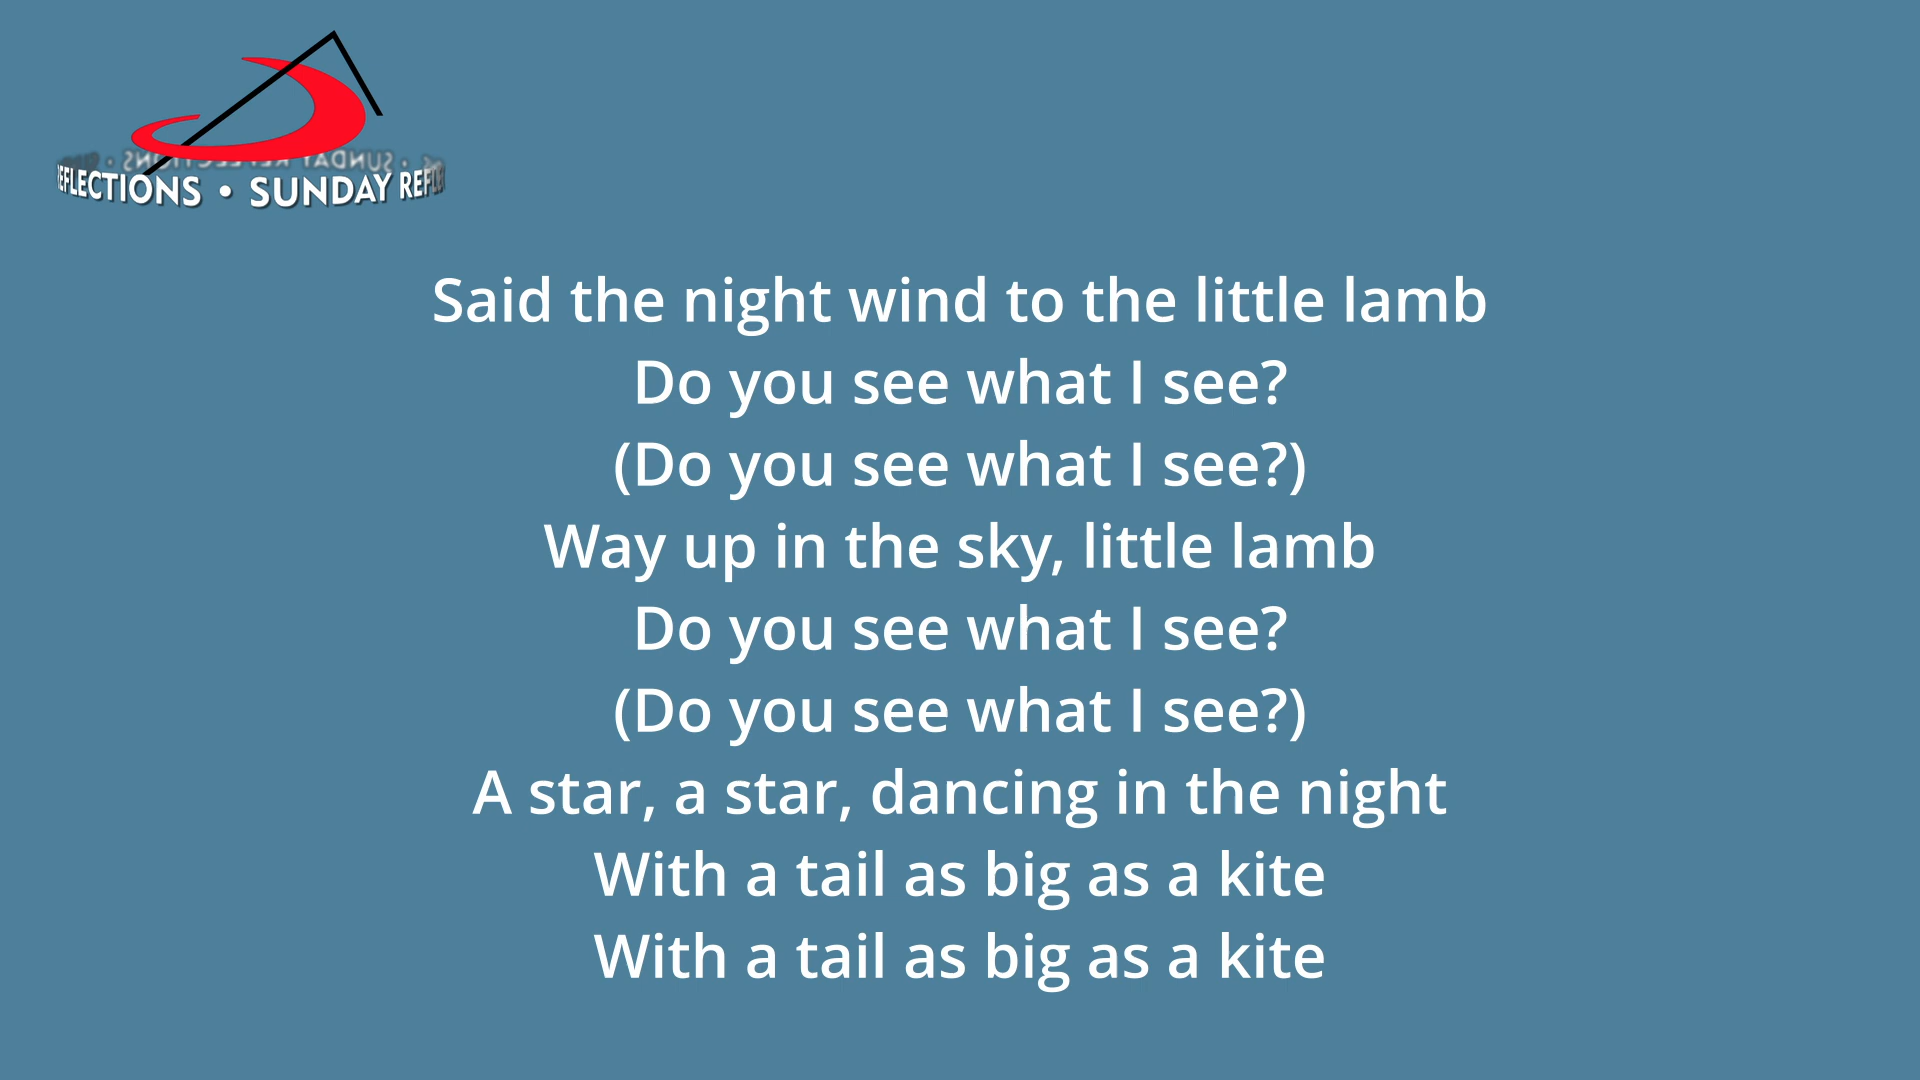 REFLECTIONS • SUNDAY REFLE
Said the night wind to the little lamb
Do you see what I see?
(Do you see what I see?)
Way up in the sky, little lamb
Do you see what I see?
(Do you see what I see?)
A star, a star, dancing in the night
With a tail as big as a kite
With a tail as big as a kite